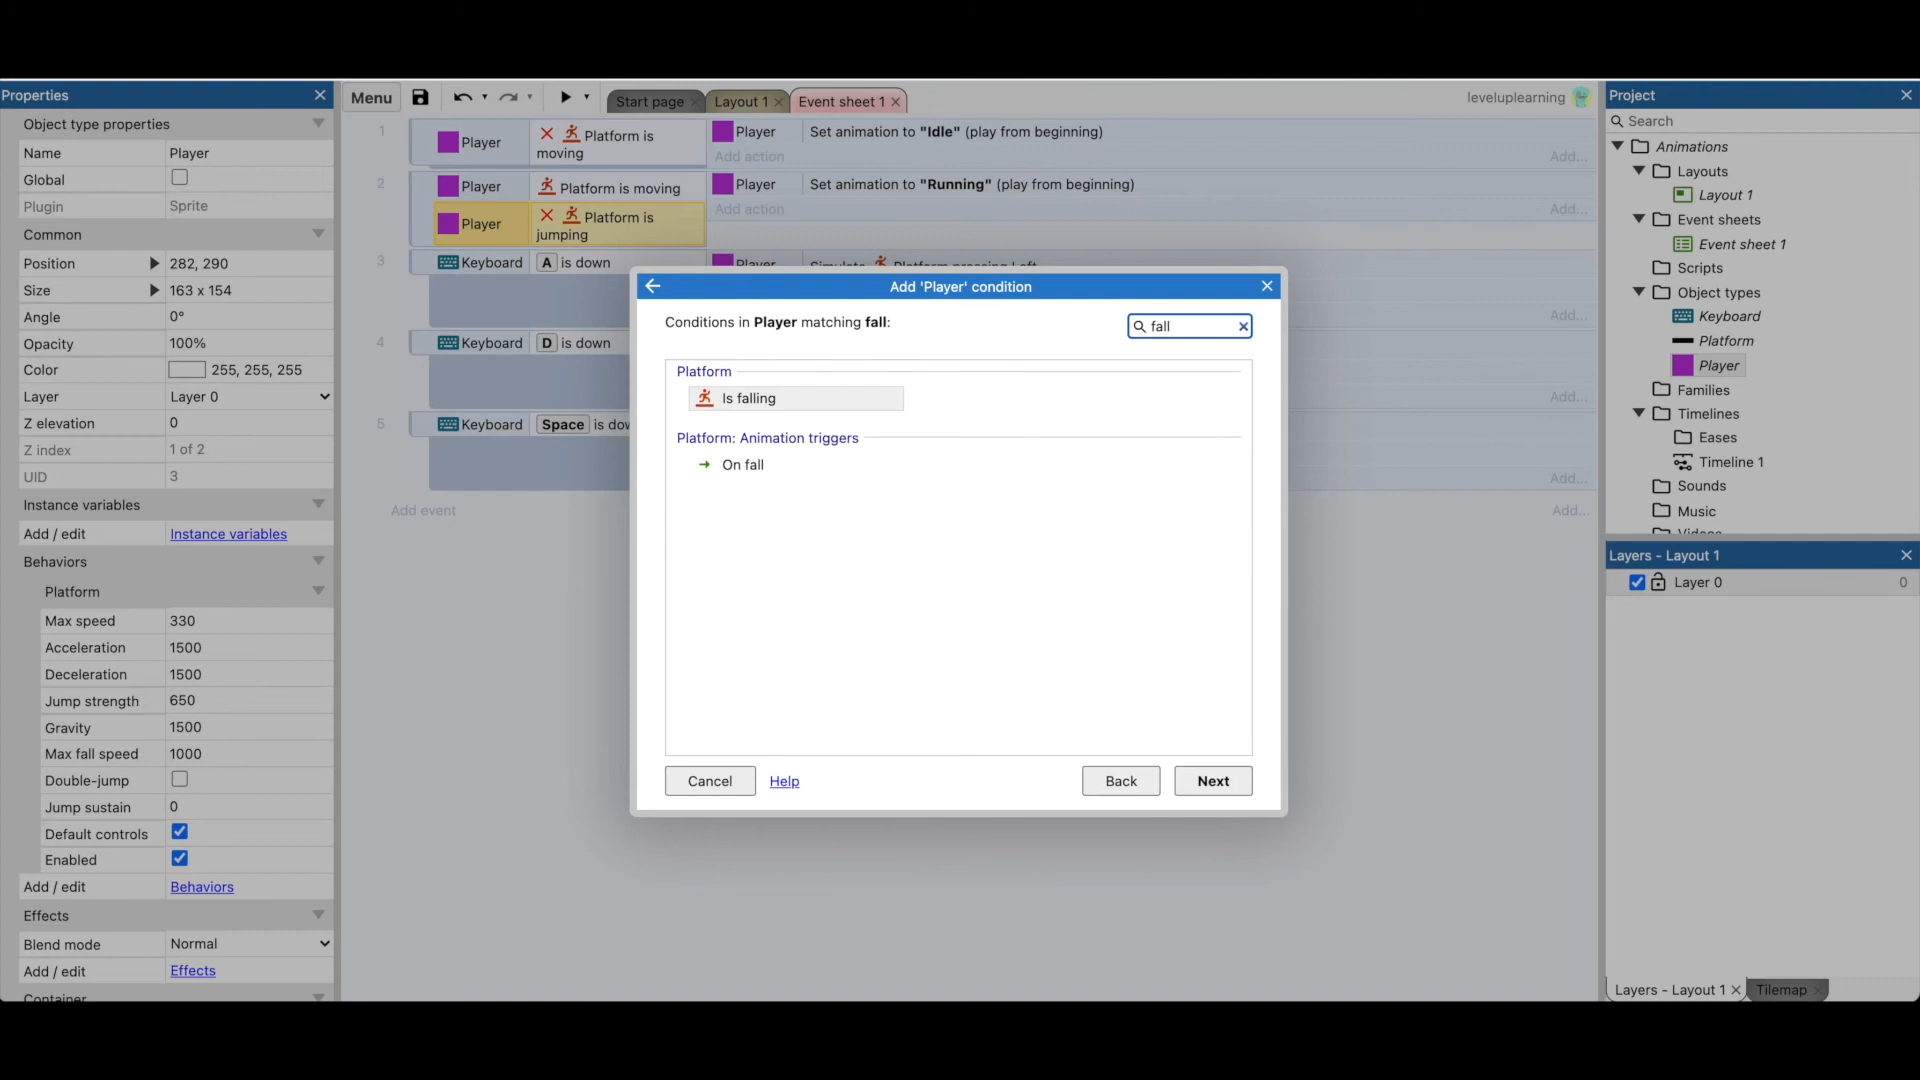 Properties
Object type properties
Name Player
Global
Plugin Sprite
Common
Position 282, 290
Size 163 x 154
Angle 0°
Opacity 100%
Color 255, 255, 255
Layer Layer 0
Z elevation 0
Z index 1 of 2
UID 3
Instance variables
Add / edit Instance variables
Behaviors
Platform
Max speed 330
Acceleration 1500
Deceleration 1500
Jump strength 650
Gravity 1500
Max fall speed 1000
Double-jump
Jump sustain 0
Default controls
Enabled
Add / edit Behaviors
Effects
Blend mode Normal
Add / edit Effects
Container
Menu
Start page
Layout 1
Event sheet 1
leveluplearning
1 Player Platform is moving Player Set animation to "Idle" (play from beginning)
Add action Add...
2 Player Platform is moving Player Set animation to "Running" (play from beginning)
Player Platform is jumping Add action Add...
3 Keyboard A is down Player Simulate Platform pressing Left
Add...
4 Keyboard D is down
Add...
5 Keyboard Space is dow
Add...
Add event Add...
Add 'Player' condition
Conditions in Player matching fall:
fall
Platform
Is falling
Platform: Animation triggers
On fall
Cancel Help Back Next
Project
Search
Animations
Layouts
Layout 1
Event sheets
Event sheet 1
Scripts
Object types
Keyboard
Platform
Player
Families
Timelines
Eases
Timeline 1
Sounds
Music
Videos
Layers - Layout 1
Layer 0 0
Layers - Layout 1
Tilemap